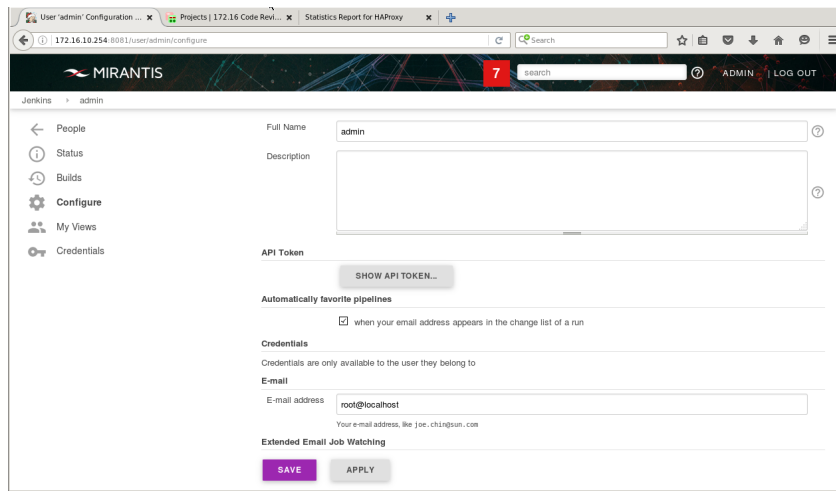 User 'admin' Configuration ... × Projects | 172.16 Code Revi... × Statistics Report for HAProxy ×
172.16.10.254:8081/user/admin/configure Search
MIRANTIS 7 search ADMIN | LOG OUT
Jenkins admin
People
Status
Builds
Configure
My Views
Credentials
Full Name admin
Description
API Token
SHOW API TOKEN...
Automatically favorite pipelines
when your email address appears in the change list of a run
Credentials
Credentials are only available to the user they belong to
E-mail
E-mail address root@localhost
Your e-mail address, like joe.chin@sun.com
Extended Email Job Watching
SAVE APPLY